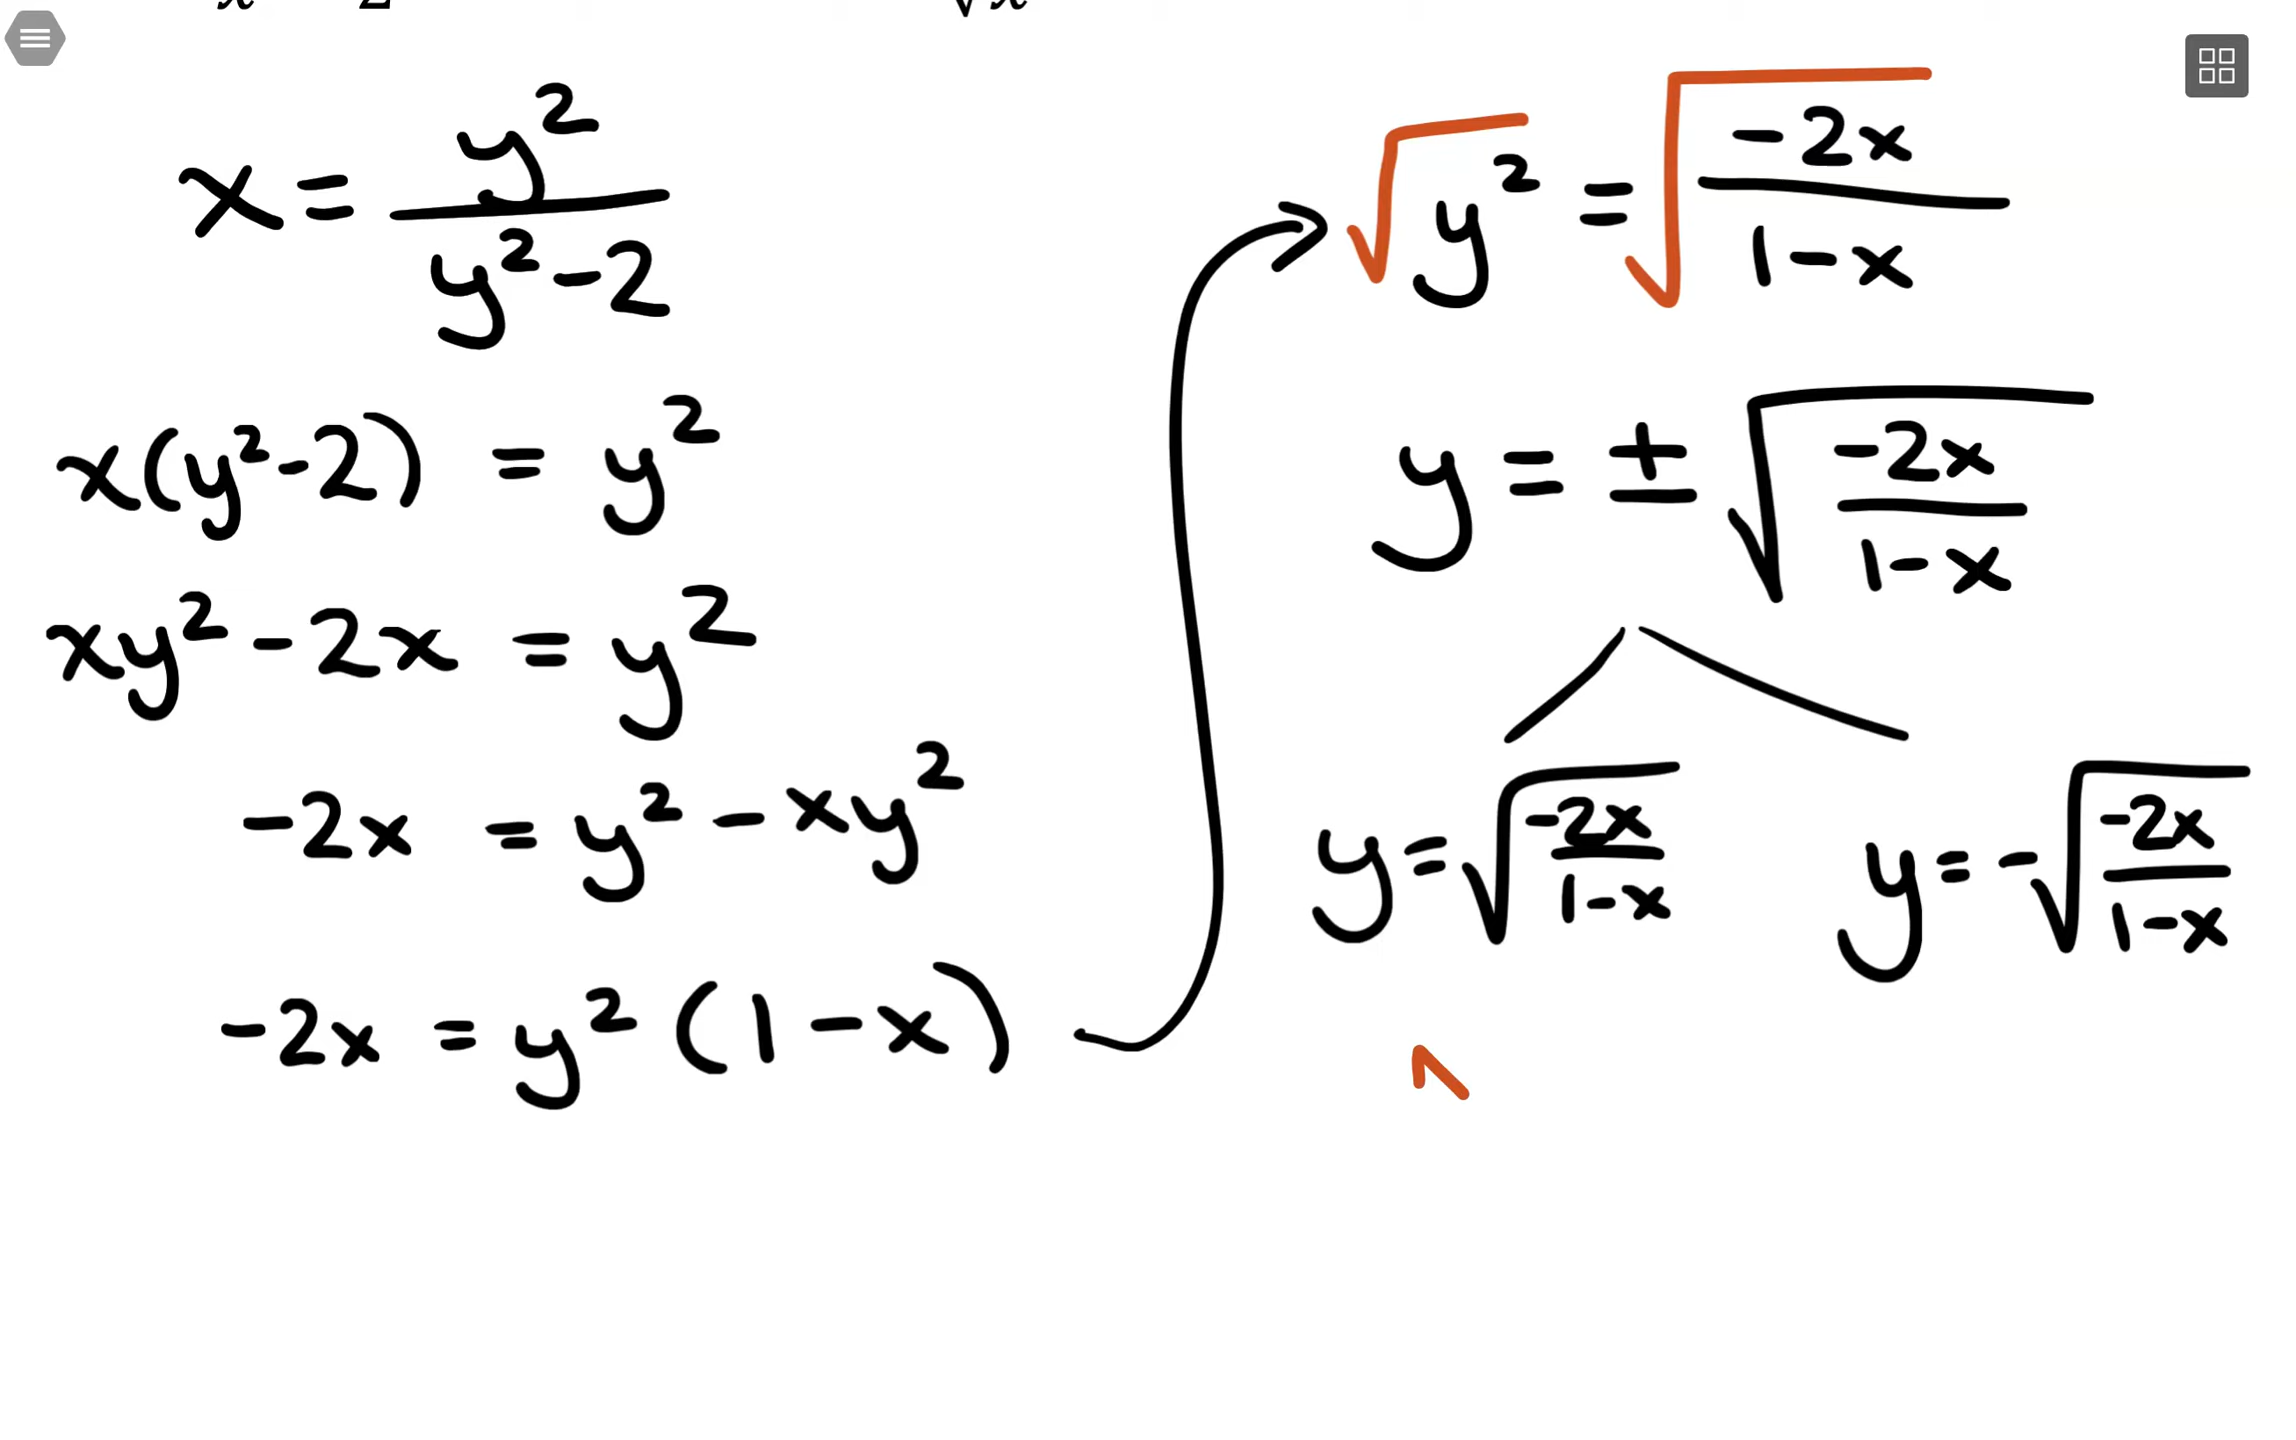 x = y²/(y²-2)
x(y²-2) = y²
xy² - 2x = y²
-2x = y² - xy²
-2x = y² (1-x)
√y² = √(-2x/(1-x))
y = ± √(-2x/(1-x))
y = √(-2x/(1-x))
y = -√(-2x/(1-x))